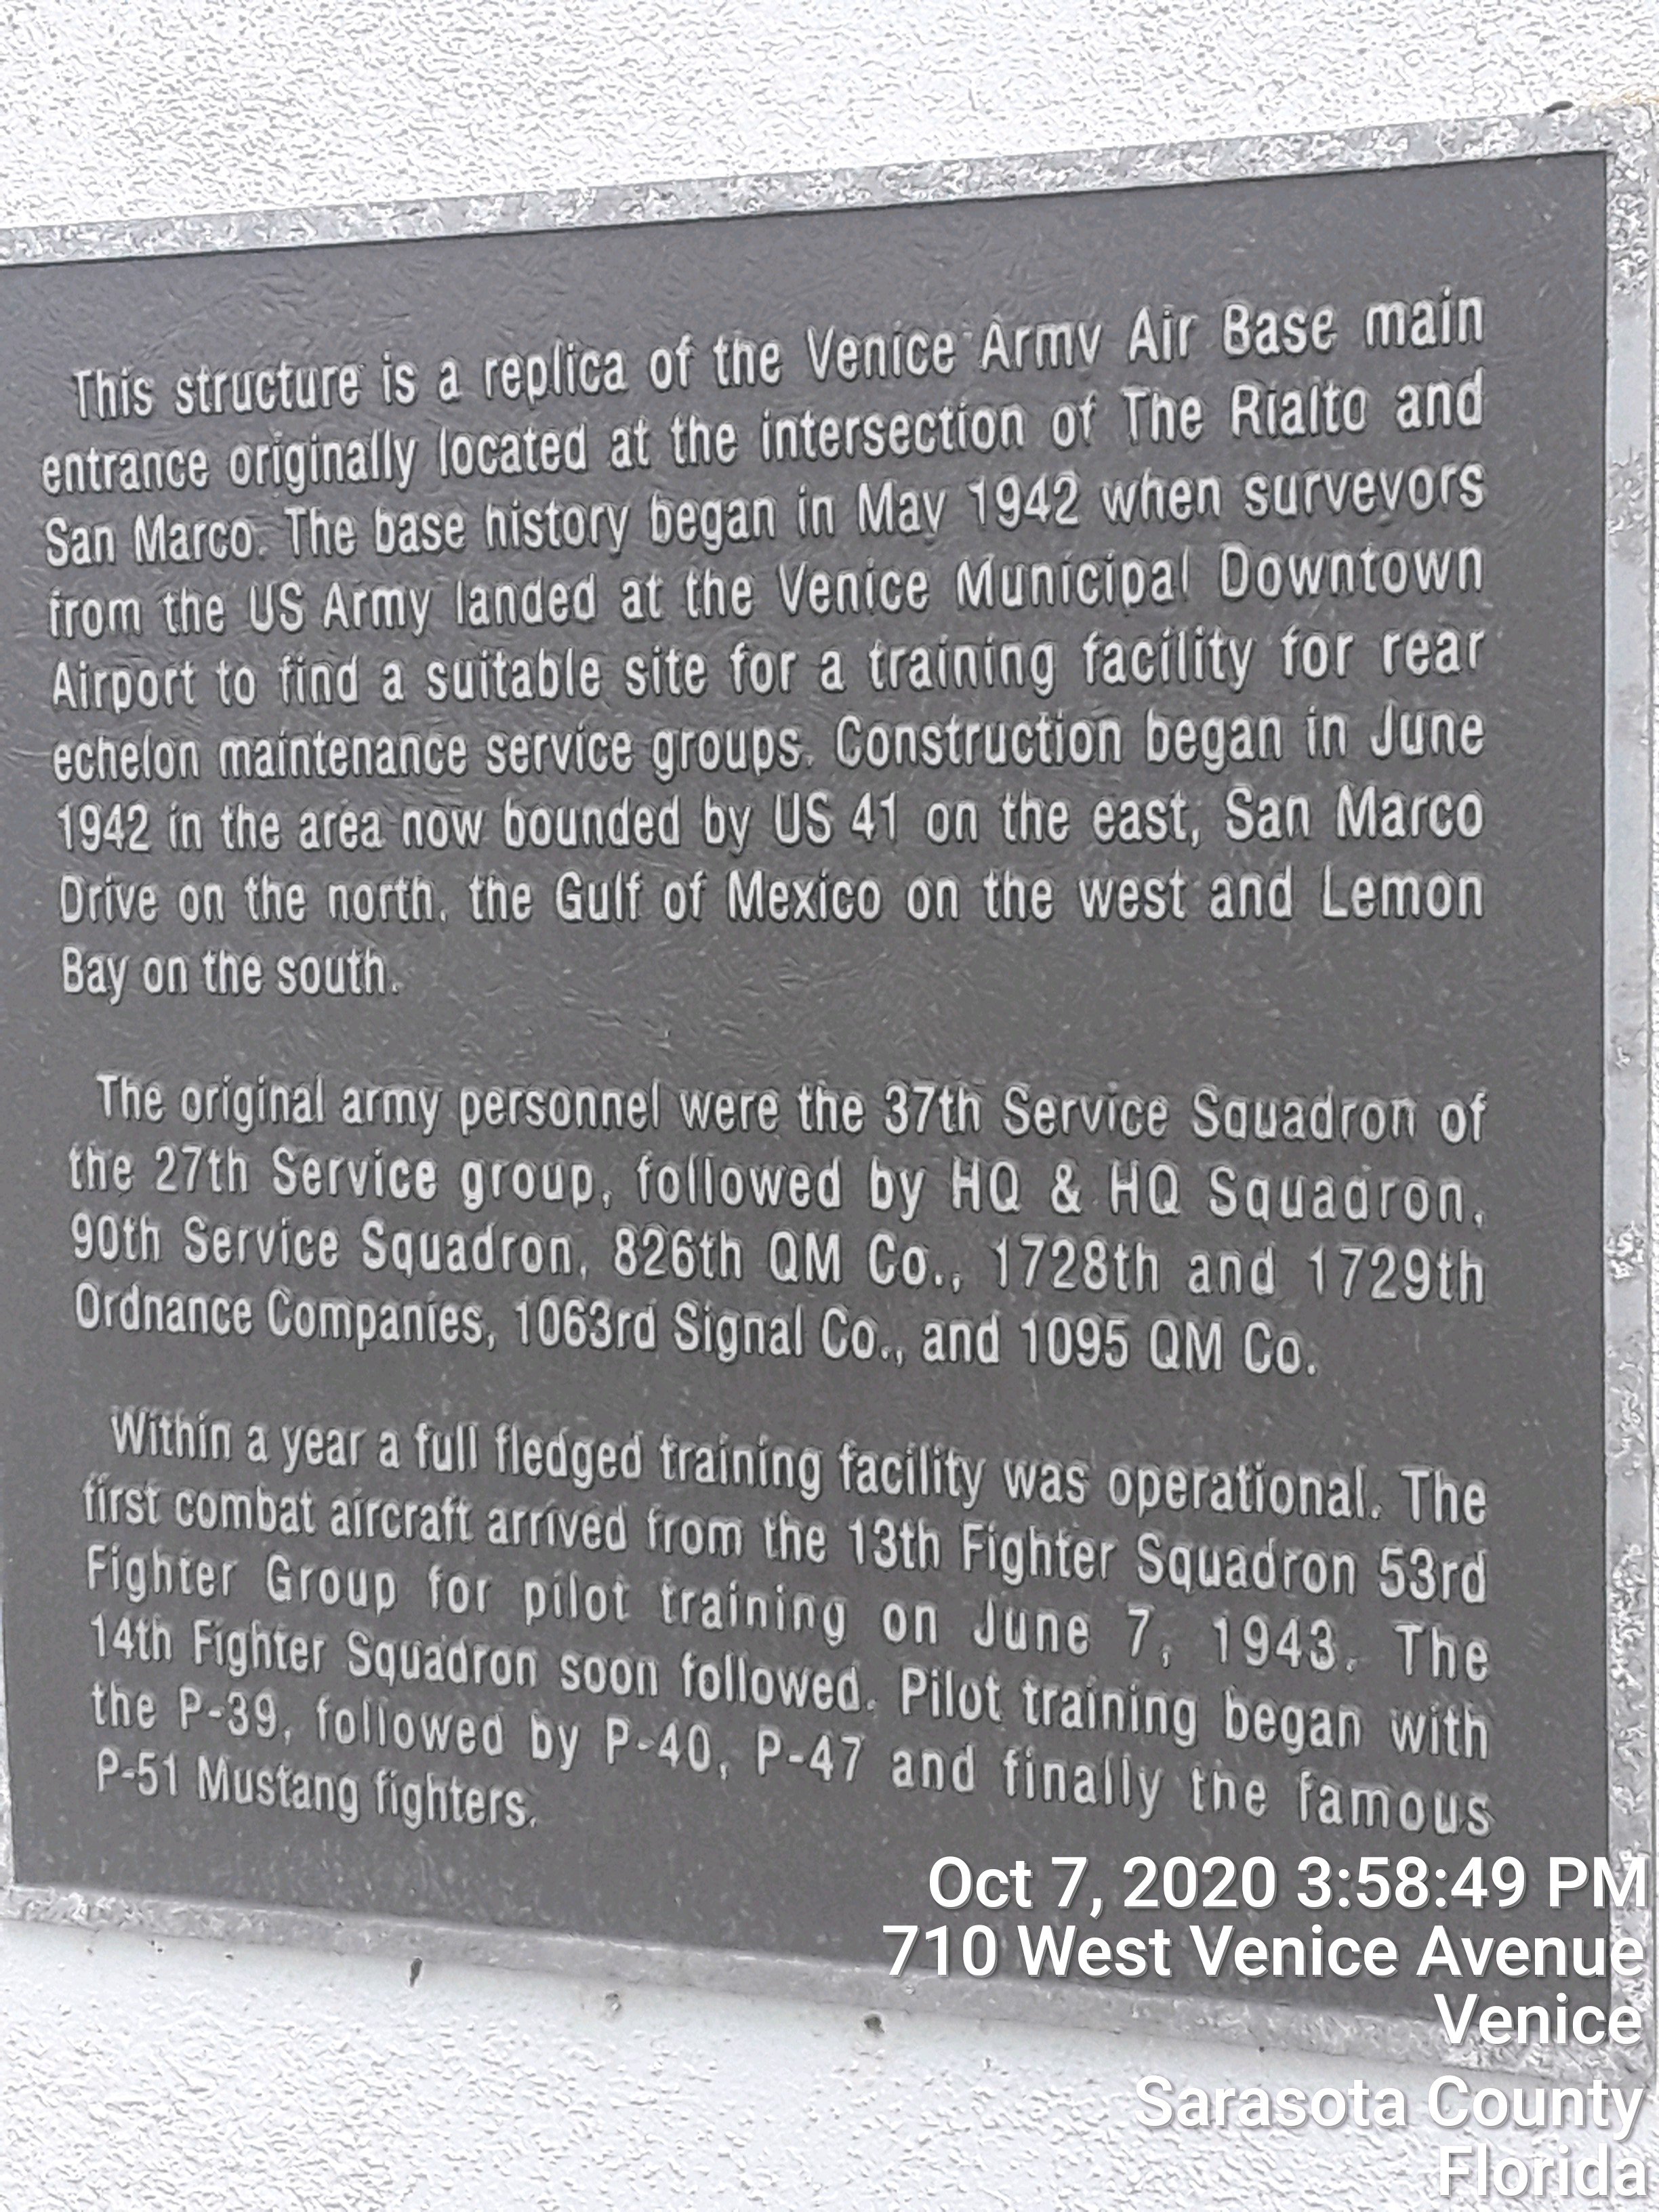 This structure is a replica of the Venice Army Air Base main
entrance originally located at the intersection of The Rialto and
San Marco. The base history began in May 1942 when surveyors
from the US Army landed at the Venice Municipal Downtown
Airport to find a suitable site for a training facility for rear
echelon maintenance service groups. Construction began in June
1942 in the area now bounded by US 41 on the east, San Marco
Drive on the north, the Gulf of Mexico on the west and Lemon
Bay on the south.
The original army personnel were the 37th Service Squadron of
the 27th Service group, followed by HQ & HQ Squadron,
90th Service Squadron, 826th QM Co., 1728th and 1729th
Ordnance Companies, 1063rd Signal Co., and 1095 QM Co.
Within a year a full fledged training facility was operational. The
first combat aircraft arrived from the 13th Fighter Squadron 53rd
Fighter Group for pilot training on June 7, 1943. The
14th Fighter Squadron soon followed. Pilot training began with
the P-39, followed by P-40, P-47 and finally the famous
P-51 Mustang fighters.
Oct 7, 2020 3:58:49 PM
710 West Venice Avenue
Venice
Sarasota County
Florida